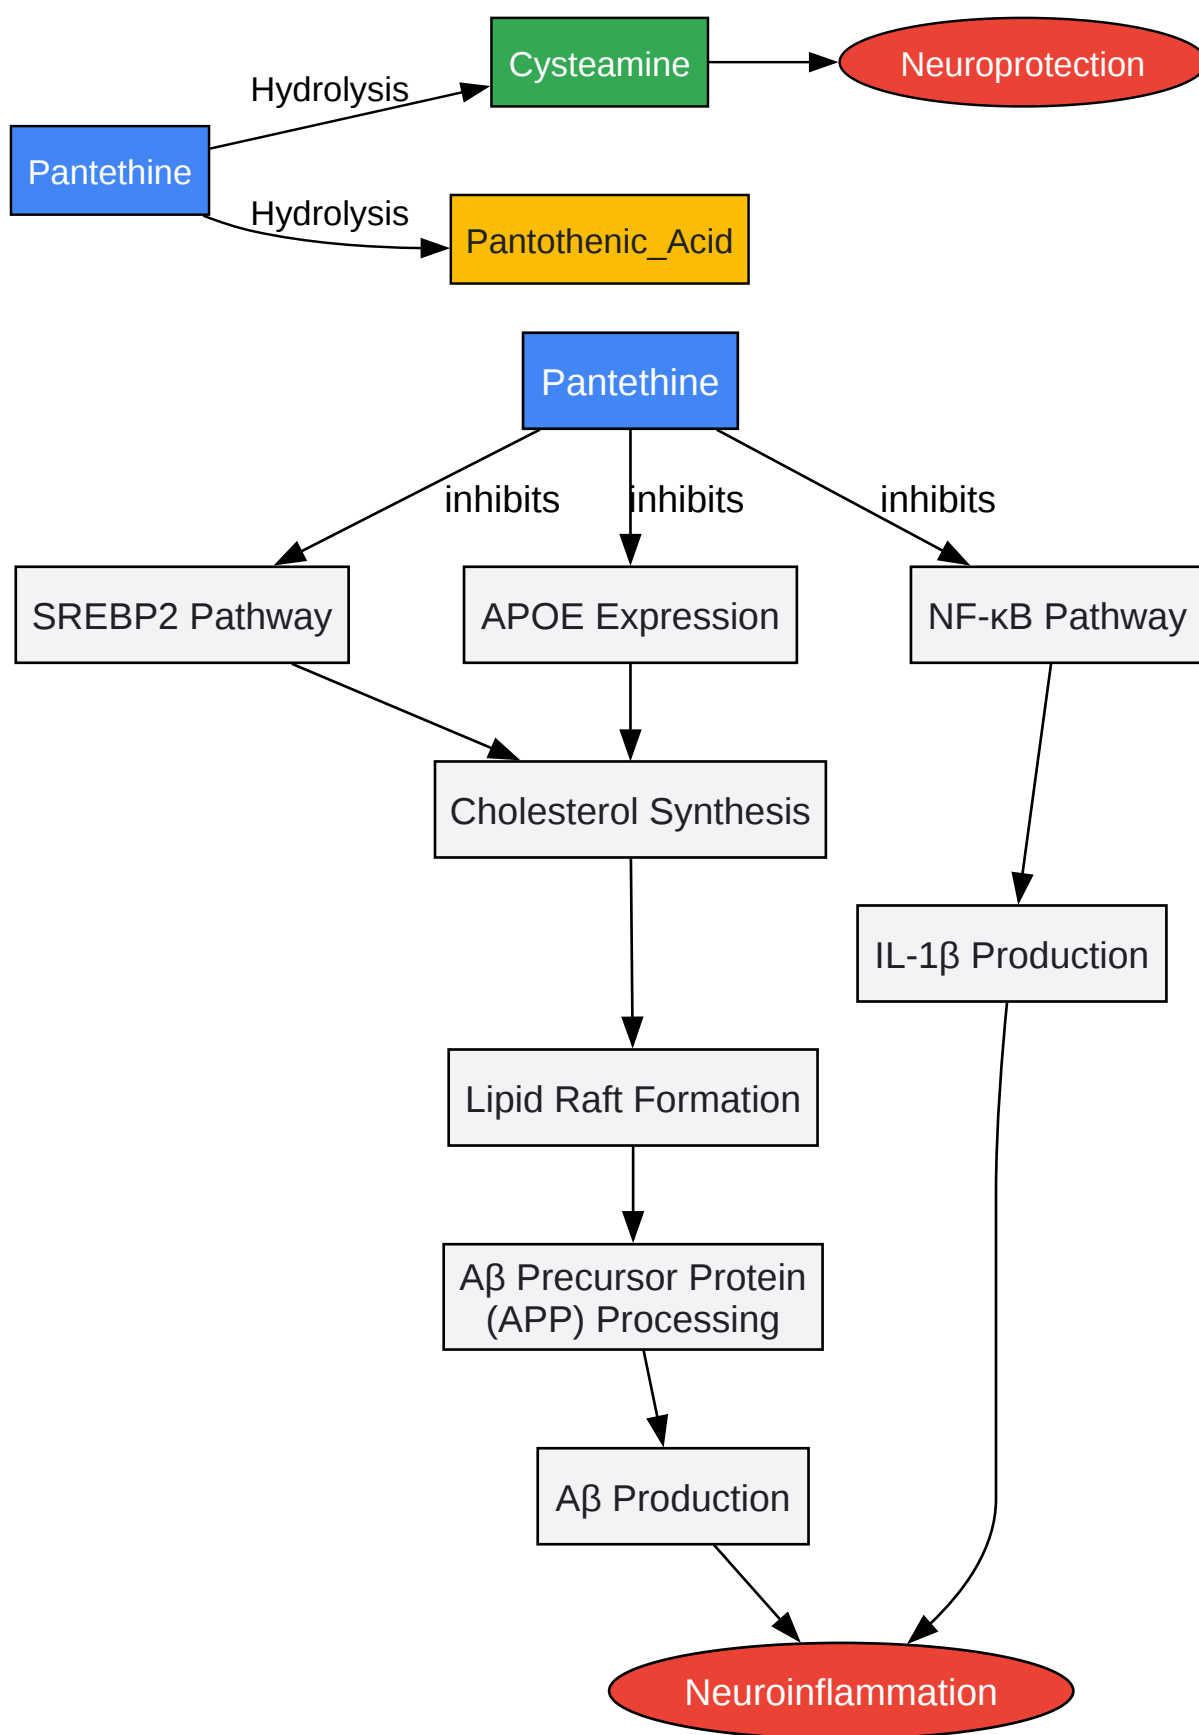 Cysteamine
Neuroprotection
Hydrolysis
Pantethine
Hydrolysis
Pantothenic_Acid
Pantethine
inhibits
inhibits
inhibits
SREBP2 Pathway
APOE Expression
NF-κB Pathway
Cholesterol Synthesis
IL-1β Production
Lipid Raft Formation
Aβ Precursor Protein
(APP) Processing
Aβ Production
Neuroinflammation